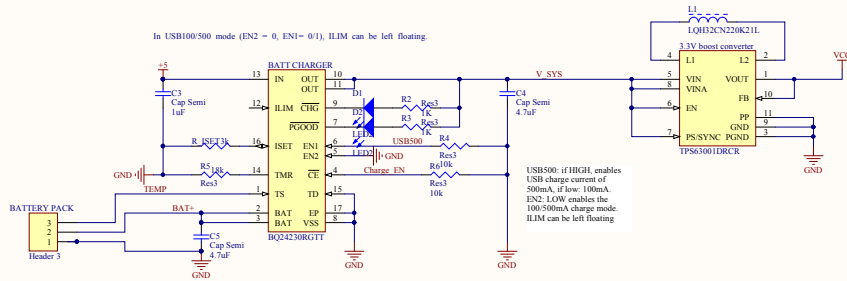 In USB100/500 mode (EN2 = 0, EN1= 0/1), ILIM can be left floating.
L1
LQH32CN220K21L
3.3V boost converter
4 L1 L2 2
5 VIN VOUT 1
8 VINA
FB 10
6 EN
PP 11
GND 9
7 PS/SYNC PGND 3
TPS63001DRCR
VCC
GND
+5
C3
Cap Semi
1uF
BATT CHARGER
13 IN OUT 10
OUT 11
12 ILIM CHG 9
PGOOD 7
16 ISET EN1 6
EN2 5
14 TMR CE 4
1 TS TD 15
2 BAT EP 17
3 BAT VSS 8
BQ24230RGTT
D1
D2
LED2
LED2
R2
Res3
1K
R3
Res3
1K
V_SYS
C4
Cap Semi
4.7uF
USB500
R4
Res3
10k
GND
Charge_EN
R6
Res3
10k
R_ISET3k
GND
R5
18k
Res3
TEMP
BATTERY PACK
BAT+
3
2
1
Header 3
C5
Cap Semi
4.7uF
GND
GND
GND
USB500: if HIGH, enables
USB charge current of
500mA, if low: 100mA.
EN2: LOW enables the
100/500mA charge mode.
ILIM can be left floating